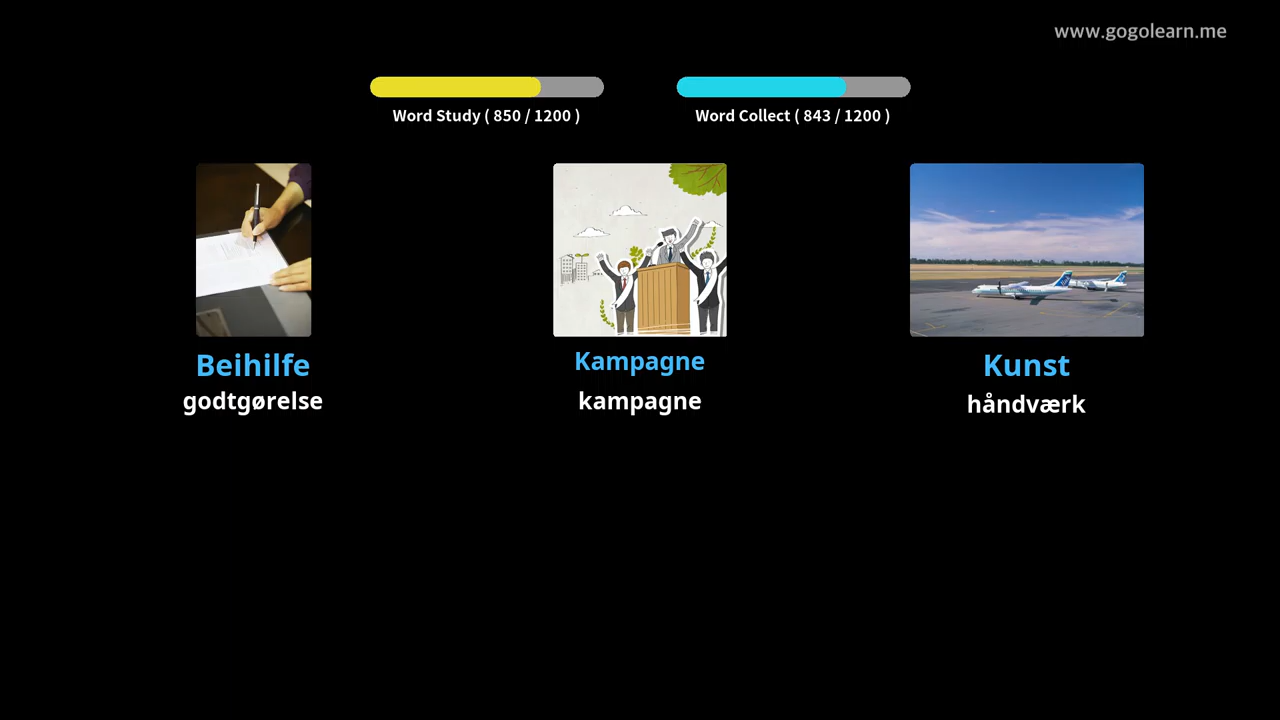 www.gogolearn.me
Word Study ( 850 / 1200 )
Word Collect ( 843 / 1200 )
Beihilfe
godtgørelse
Kampagne
kampagne
Kunst
håndværk